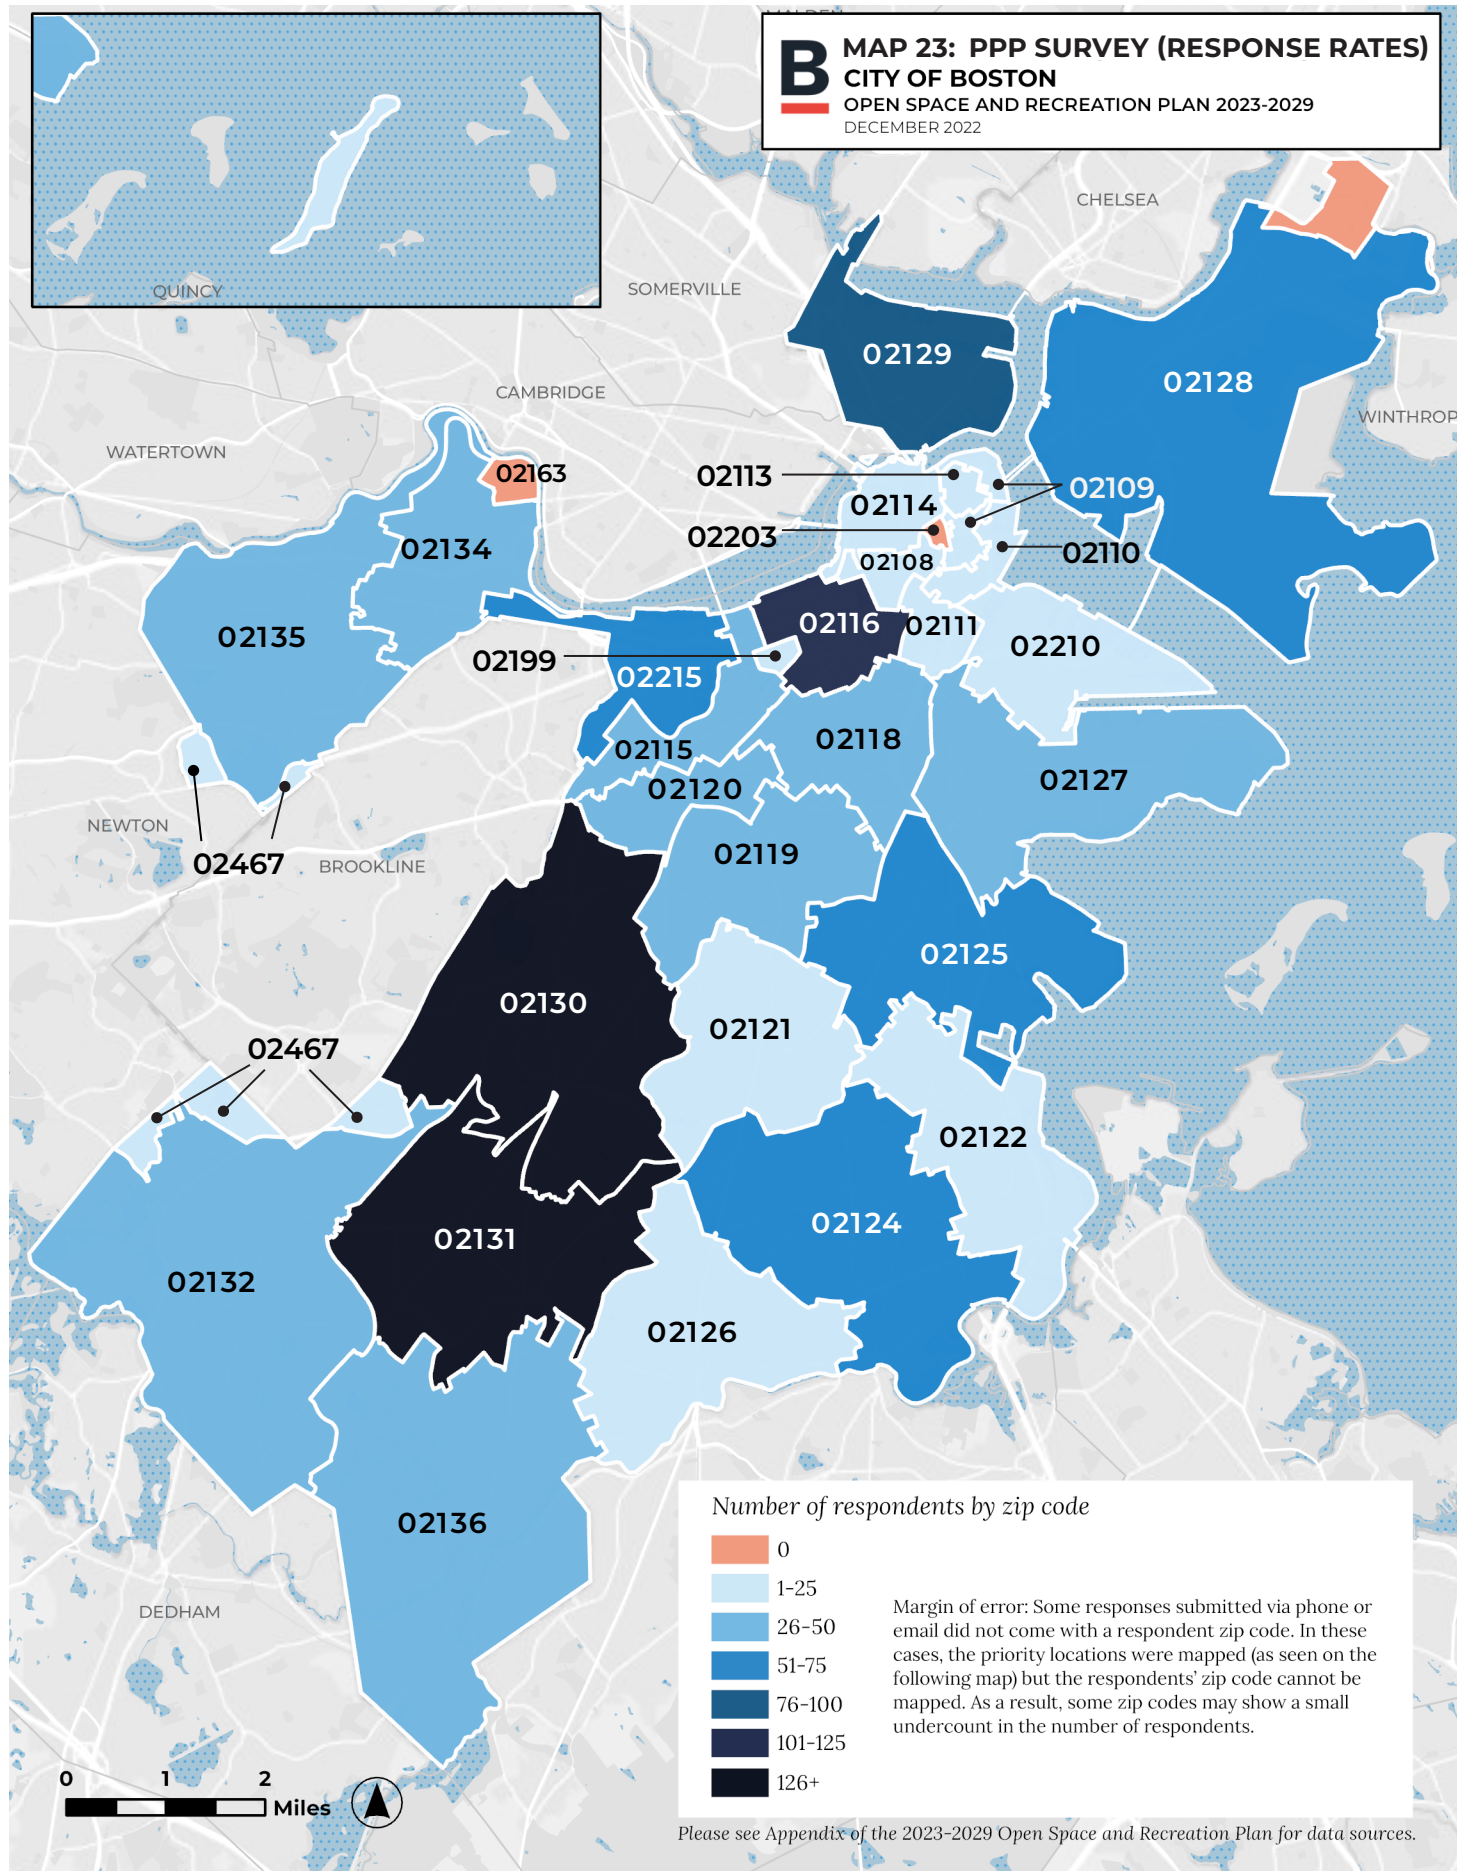 MAP 23: PPP SURVEY (RESPONSE RATES)
B
CITY OF BOSTON
OPEN SPACE AND RECREATION PLAN 2023-2029
DECEMBER 2022
CHELSEA
QUINCY
SOMERVILLE
02129
02128
CAMBRIDGE
WINTHROP
WATERTOWN
02163
02113
02109
02114
02203
02134
02110
02108
02135
02116
02111
02210
02199
02215
02118
02115
02127
02120
NEWTON
02119
02467
BROOKLINE
02125
02130
02121
02467
02122
02124
02131
02132
02126
02136
DEDHAM
Number of respondents by zip code
0
1-25
26-50
51-75
76-100
101-125
126+
Margin of error: Some responses submitted via phone or
email did not come with a respondent zip code. In these
cases, the priority locations were mapped (as seen on the
following map) but the respondents' zip code cannot be
mapped. As a result, some zip codes may show a small
undercount in the number of respondents.
0 1 2
Miles
Please see Appendix of the 2023-2029 Open Space and Recreation Plan for data sources.